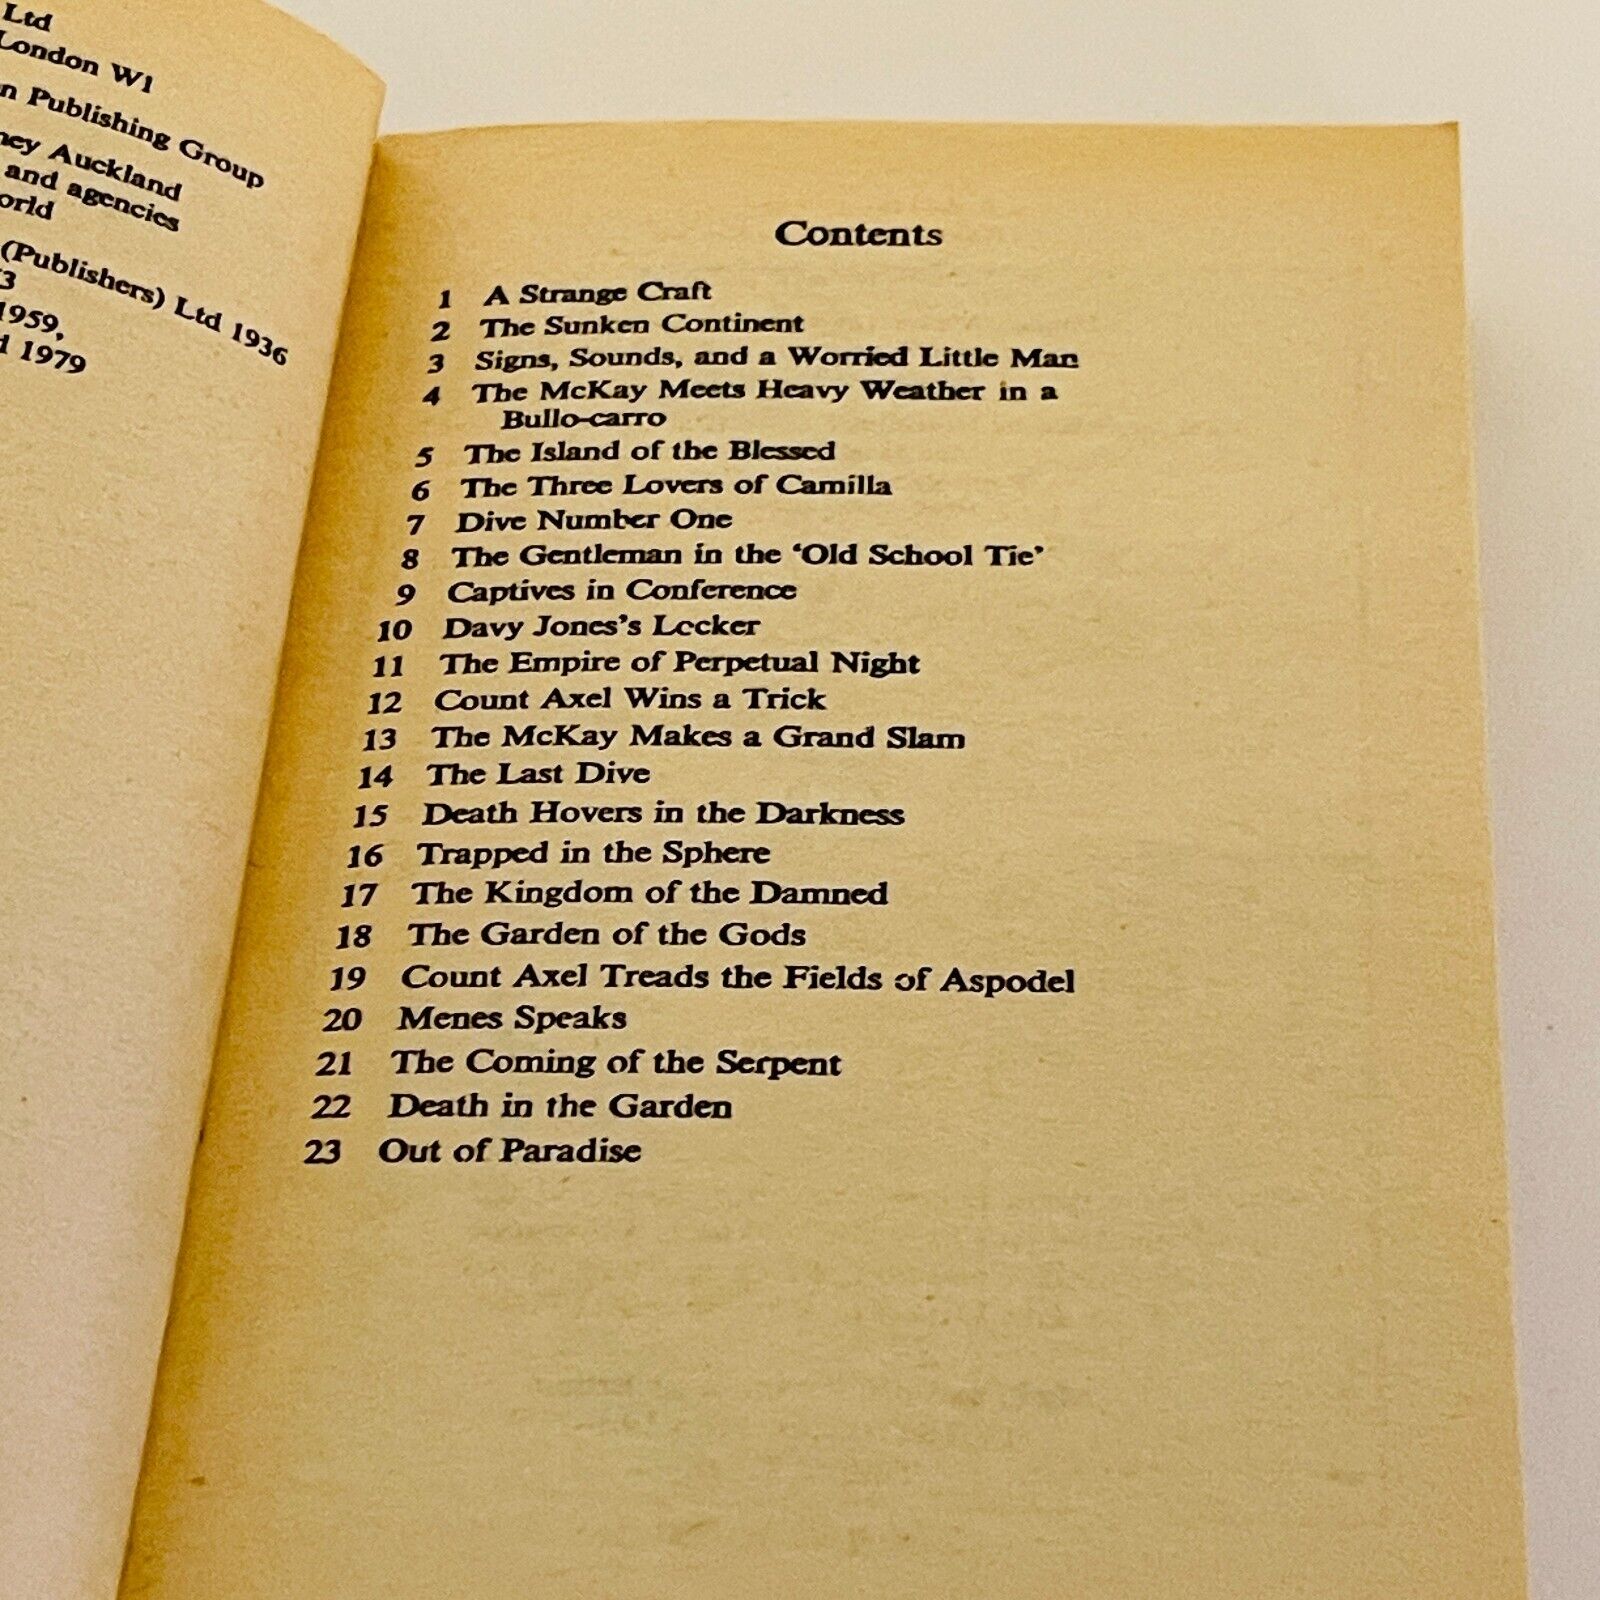 Ltd
London W1
n Publishing Group
ney Auckland
and agencies
orld
(Publishers) Ltd 1936
3
1959,
d 1979
Contents
1 A Strange Craft
2 The Sunken Continent
3 Signs, Sounds, and a Worried Little Man
4 The McKay Meets Heavy Weather in a
Bullo-carro
5 The Island of the Blessed
6 The Three Lovers of Camilla
7 Dive Number One
8 The Gentleman in the ‘Old School Tie’
9 Captives in Conference
10 Davy Jones’s Locker
11 The Empire of Perpetual Night
12 Count Axel Wins a Trick
13 The McKay Makes a Grand Slam
14 The Last Dive
15 Death Hovers in the Darkness
16 Trapped in the Sphere
17 The Kingdom of the Damned
18 The Garden of the Gods
19 Count Axel Treads the Fields of Aspodel
20 Menes Speaks
21 The Coming of the Serpent
22 Death in the Garden
23 Out of Paradise